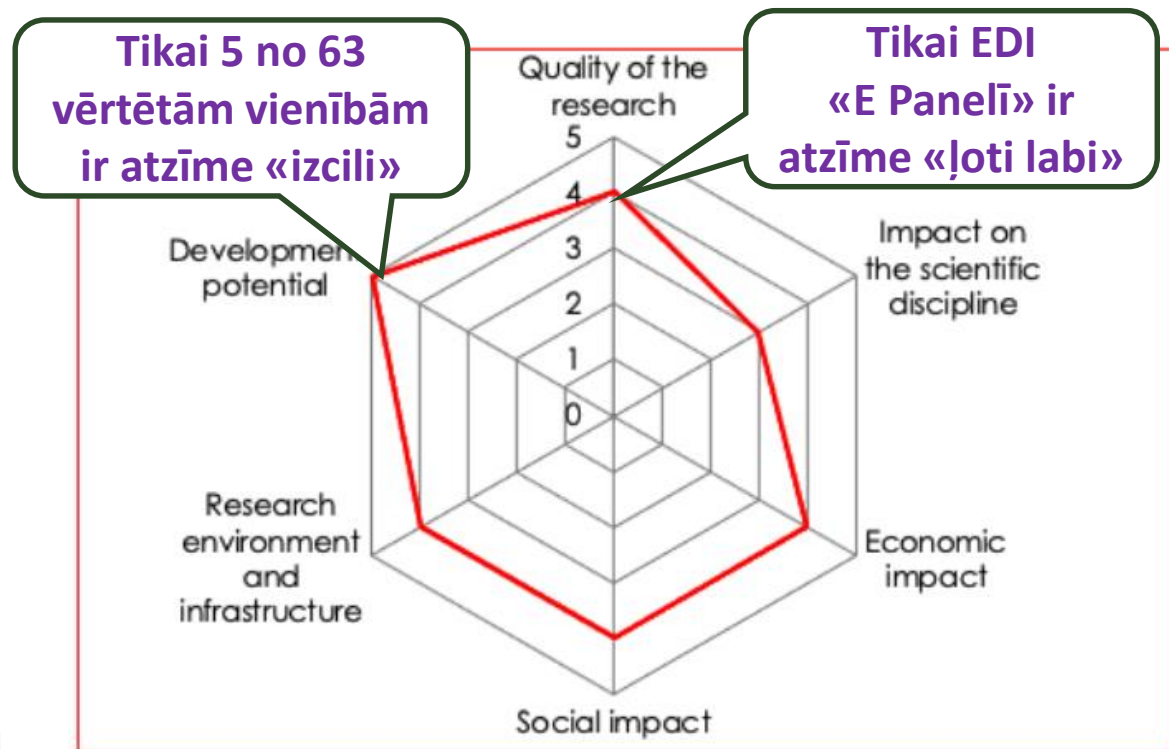 Tikai 5 no 63
vērtētām vienībām
ir atzīme «izcili»
Tikai EDI
«E Panelī» ir
atzīme «ļoti labi»
Quality of the
research
5
4
3
2
1
0
Impact on
the scientific
discipline
Economic
impact
Social impact
Research
environment
and
infrastructure
Developmen
potential